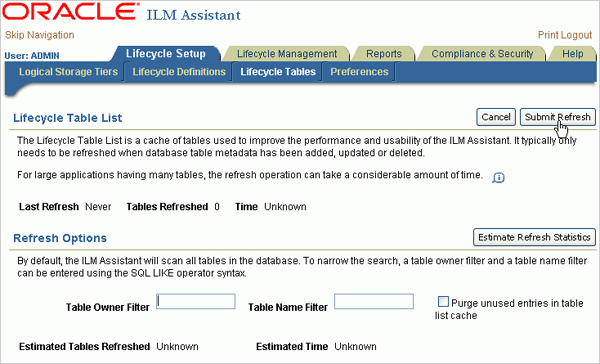 ORACLE ILM Assistant
Skip Navigation Print Logout
User: ADMIN Lifecycle Setup Lifecycle Management Reports Compliance & Security Help
Logical Storage Tiers Lifecycle Definitions Lifecycle Tables Preferences
Lifecycle Table List Cancel Submit Refresh
The Lifecycle Table List is a cache of tables used to improve the performance and usability of the ILM Assistant. It typically only
needs to be refreshed when database table metadata has been added, updated or deleted.
For large applications having many tables, the refresh operation can take a considerable amount of time.
Last Refresh Never Tables Refreshed 0 Time Unknown
Refresh Options Estimate Refresh Statistics
By default, the ILM Assistant will scan all tables in the database. To narrow the search, a table owner filter and a table name filter
can be entered using the SQL LIKE operator syntax.
Table Owner Filter Table Name Filter Purge unused entries in table
list cache
Estimated Tables Refreshed Unknown Estimated Time Unknown